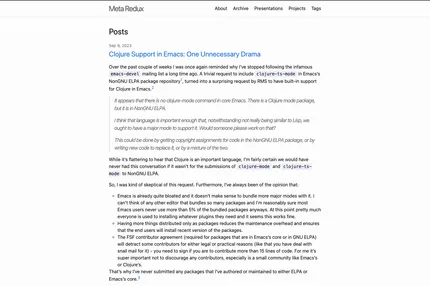 Meta Redux
About Archive Presentations Projects Tags
Posts
Sep 8, 2023
Clojure Support in Emacs: One Unnecessary Drama
Over the past couple of weeks I was once again reminded why I've stopped following the infamous
emacs-devel mailing list a long time ago. A trivial request to include clojure-ts-mode in Emacs's
NonGNU ELPA package repository, turned into a surprising request by RMS to have built-in support
for Clojure in Emacs.
It appears that there is no clojure-mode command in core Emacs. There is a Clojure mode package,
but it is in NonGNU ELPA.
I think that language is important enough that, notwithstanding not really being similar to Lisp, we
ought to have a major mode to support it. Would someone please work on that?
This could be done by getting copyright assignments for code in the NonGNU ELPA package, or by
writing new code to replace it, or by a mixture of the two.
While it's flattering to hear that Clojure is an important language, I'm fairly certain we would have
never had this conversation if it wasn't for the submissions of clojure-mode and clojure-ts-
mode to NonGNU ELPA.
So, I was kind of skeptical of this request. Furthermore, I've always been of the opinion that:
• Emacs is already quite bloated and it doesn't make sense to bundle more major modes with it. I
can't think of any other editor that bundles so many packages and I'm reasonably sure most
Emacs users never use more than 5% of the bundled packages anyways. At this point pretty much
everyone is used to installing whatever plugins they need and it seems this works fine.
• Having more things distributed only as packages reduces the maintenance overhead and ensures
that the end users will install recent version of the packages.
• The FSF contributor agreement (required for packages that are in Emacs's core or in GNU ELPA)
will detract some contributors for either legal or practical reasons (like that you have deal with
snail mail for it) - you need to sign if you are to contribute more than 15 lines of code. For me it's
super important not to discourage any contributors, especially is a small community like Emacs's
or Clojure's.
That's why I've never submitted any packages that I've authored or maintained to either ELPA or
Emacs's core.